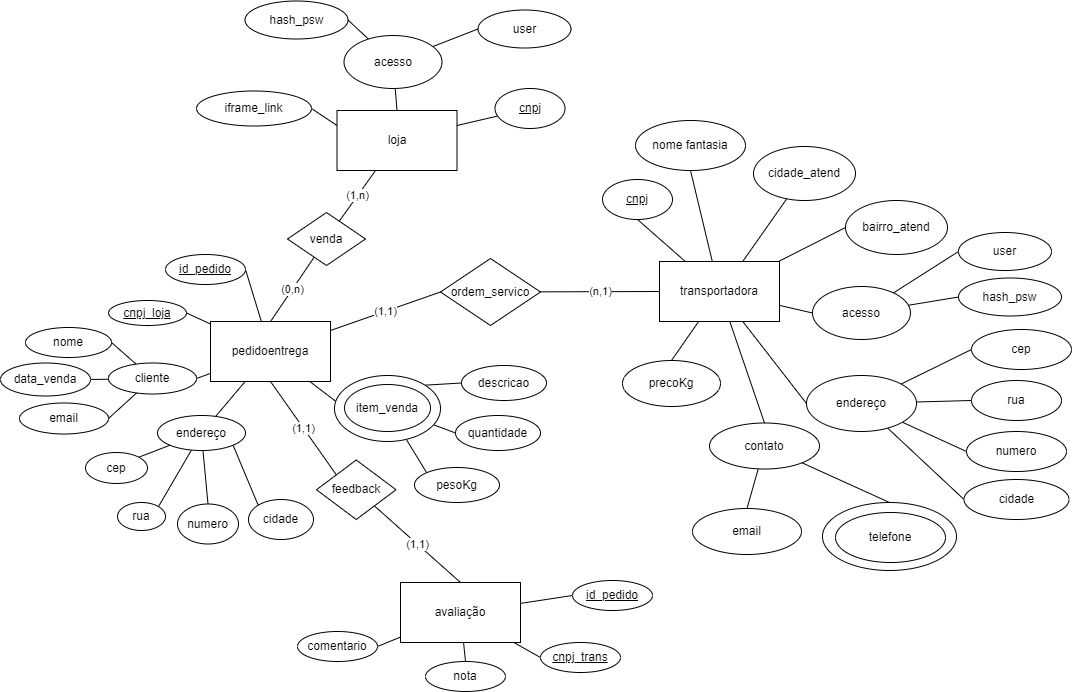 hash_psw
user
acesso
iframe_link
cnpj
loja
(1,n)
venda
(0,n)
nome fantasia
cidade_atend
cnpj
bairro_atend
user
hash_psw
transportadora
acesso
id_pedido
ordem_servico
(n,1)
(1,1)
cnpj_loja
pedidoentrega
nome
data_venda
cliente
email
item_venda
descricao
quantidade
pesoKg
precoKg
cep
endereço
rua
numero
cidade
contato
email
telefone
endereço
cep
rua
numero
cidade
(1,1)
feedback
(1,1)
avaliação
id_pedido
comentario
cnpj_trans
nota